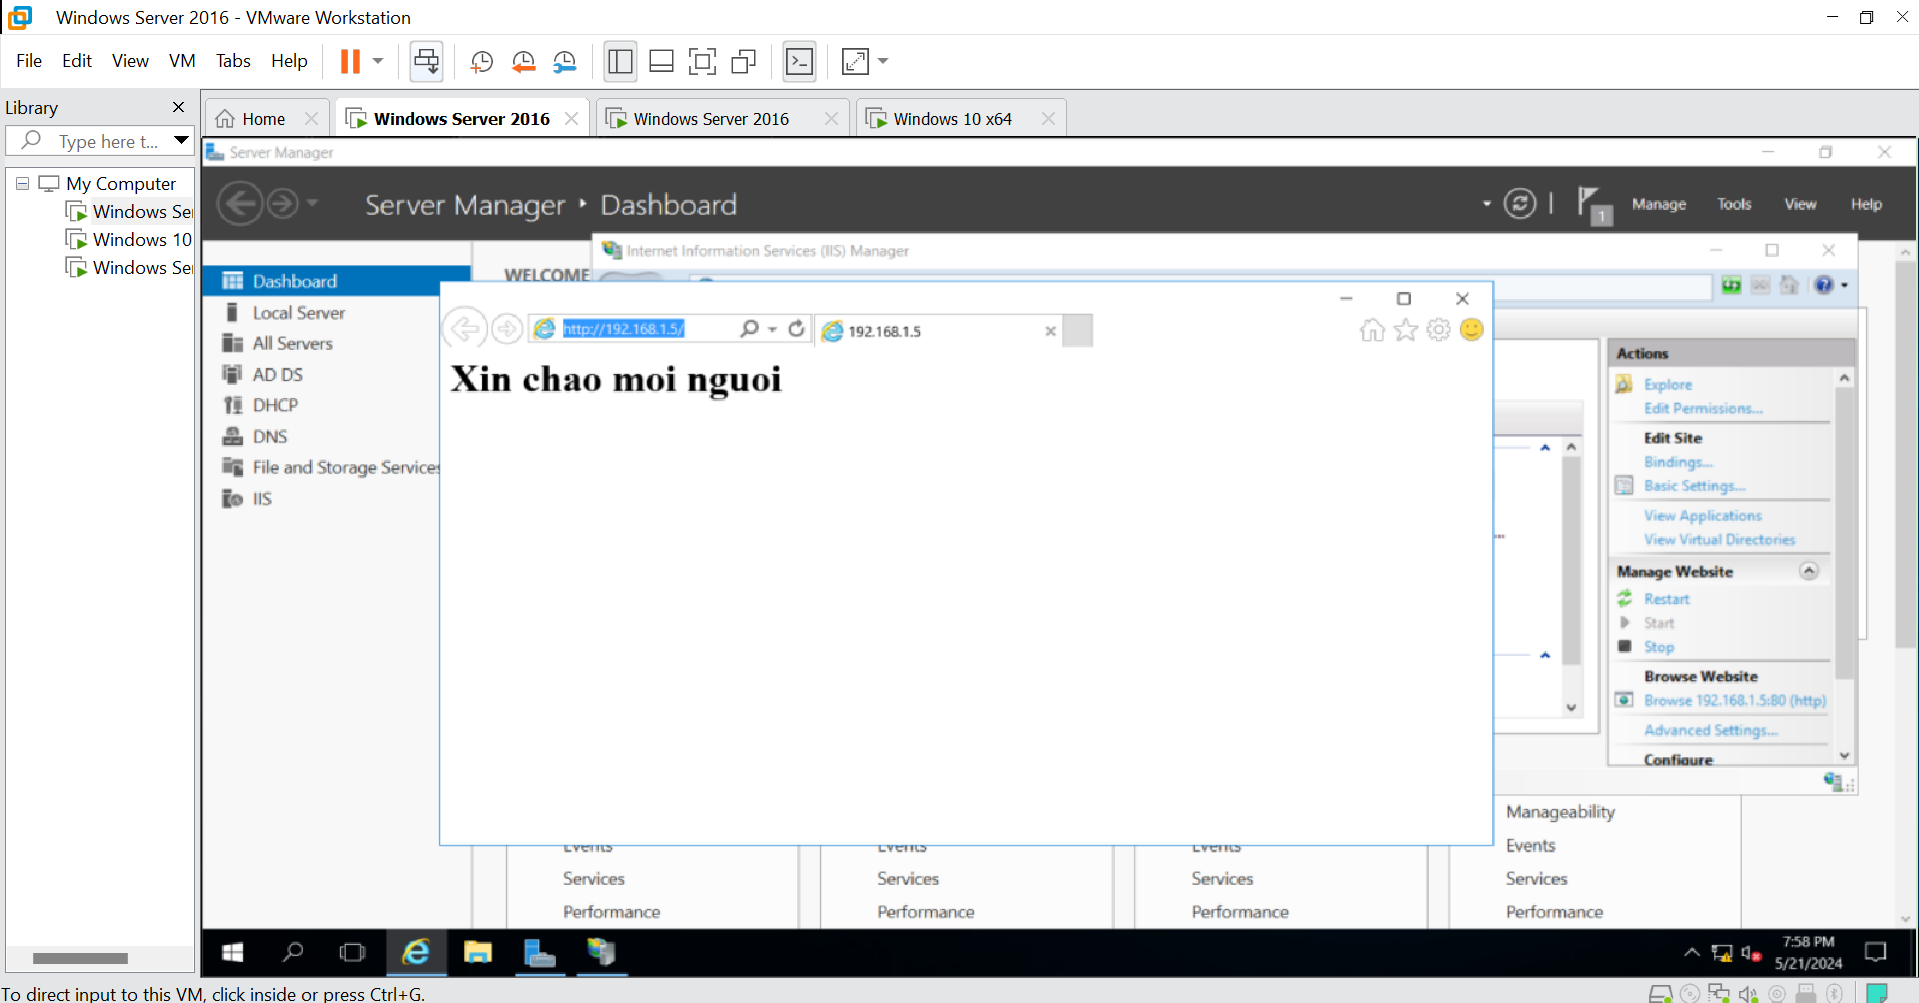 Windows Server 2016 - VMware Workstation
File Edit View VM Tabs Help
Library
Type here t...
My Computer
Windows Ser
Windows 10
Windows Ser
Home
Windows Server 2016
Windows Server 2016
Windows 10 x64
Server Manager
Server Manager Dashboard
1
Manage Tools View Help
Dashboard
Local Server
All Servers
AD DS
DHCP
DNS
File and Storage Services
IIS
WELCOME
Internet Information Services (IIS) Manager
http://192.168.1.5/
192.168.1.5
Xin chao moi nguoi
Actions
Explore
Edit Permissions...
Edit Site
Bindings...
Basic Settings...
View Applications
View Virtual Directories
Manage Website
Restart
Start
Stop
Browse Website
Browse 192.168.1.5:80 (http)
Advanced Settings...
Configure
Manageability
Events Events Events Events
Services Services Services Services
Performance Performance Performance Performance
7:58 PM
5/21/2024
To direct input to this VM, click inside or press Ctrl+G.